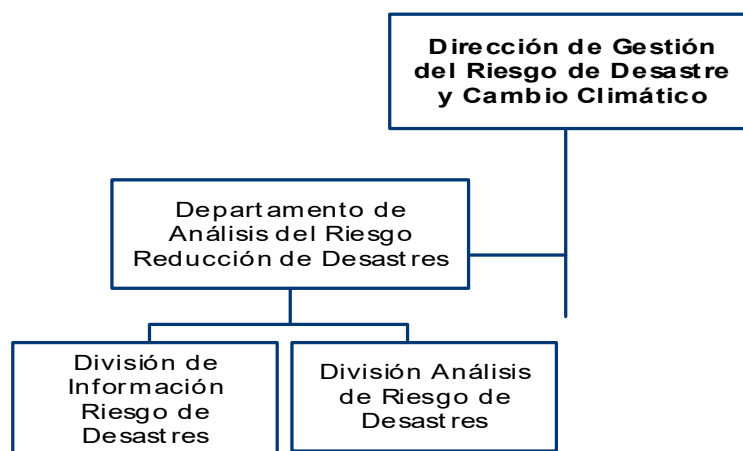 Dirección de Gestión
del Riesgo de Desastre
y Cambio Climático
Departamento de
Análisis del Riesgo
Reducción de Desastres
División de
Información
Riesgo de
Desastres
División Análisis
de Riesgo de
Desastres